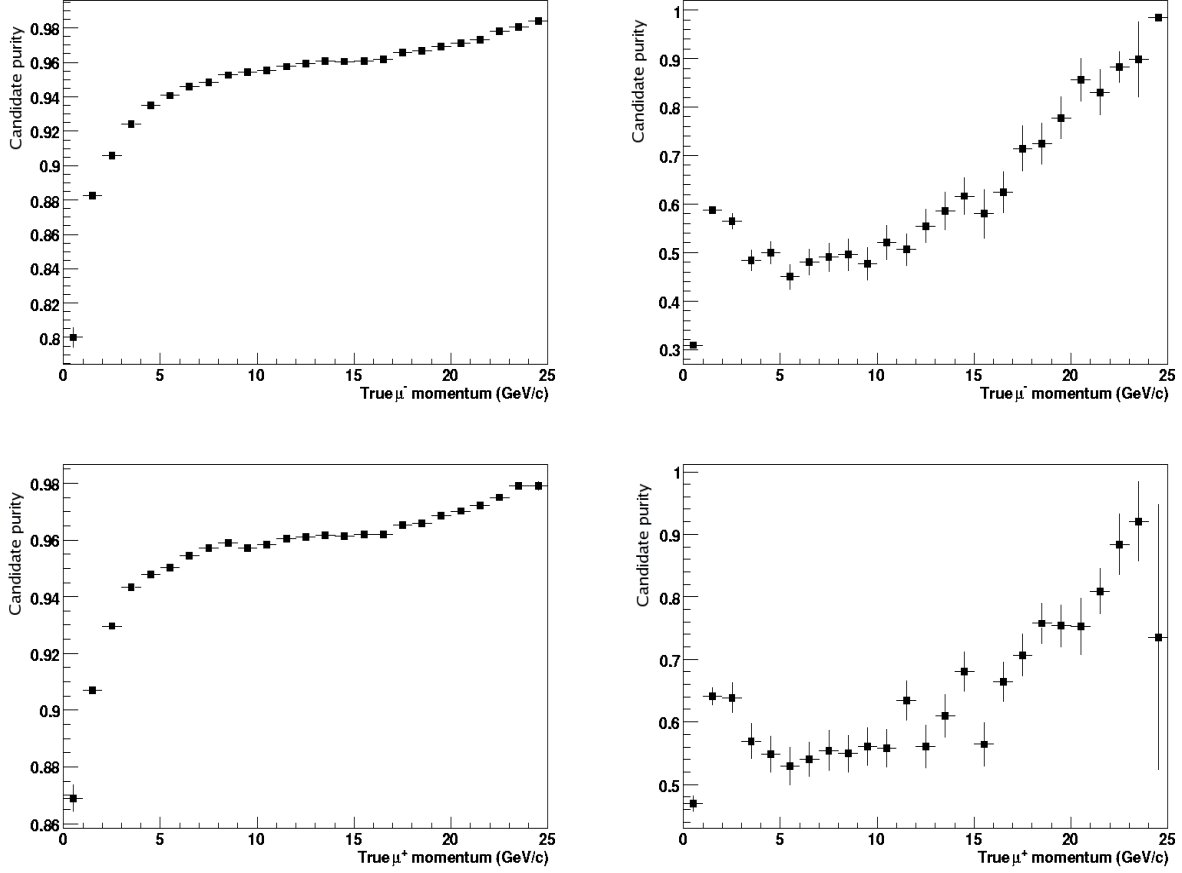 Candidate purity
0.98
0.96
0.94
0.92
0.9
0.88
0.86
0.84
0.82
0.8
0 5 10 15 20 25
True μ- momentum (GeV/c)
Candidate purity
1
0.9
0.8
0.7
0.6
0.5
0.4
0.3
0 5 10 15 20 25
True μ- momentum (GeV/c)
Candidate purity
0.98
0.96
0.94
0.92
0.9
0.88
0.86
0 5 10 15 20 25
True μ+ momentum (GeV/c)
Candidate purity
1
0.9
0.8
0.7
0.6
0.5
0 5 10 15 20 25
True μ+ momentum (GeV/c)